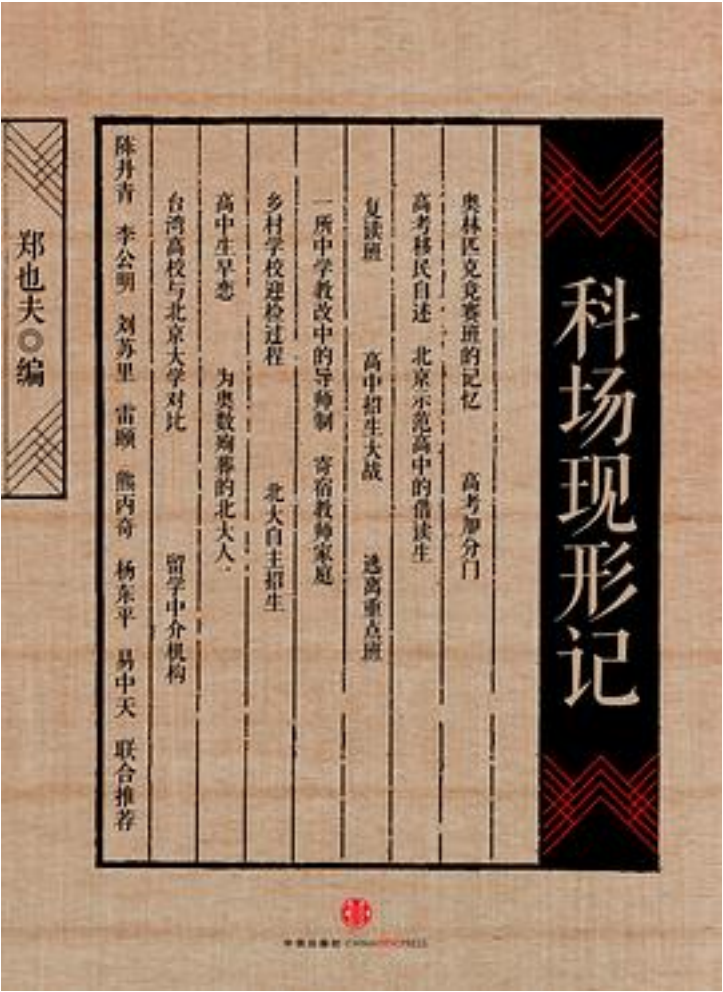 科场现形记
奥林匹克竞赛班的记忆 高考加分门
高考移民自述 北京示范高中的借读生
复读班 高中招生大战 逃离重点班
一所中学教改中的导师制 寄宿教师家庭
乡村学校迎检过程 北大自主招生
高中生早恋 为奥数殉葬的北大人
台湾高校与北京大学对比 留学中介机构
陈丹青 李公明 刘苏里 雷颐 熊丙奇 杨东平 易中天 联合推荐
郑也夫◎编
中信出版社·CHINACITICPRESS